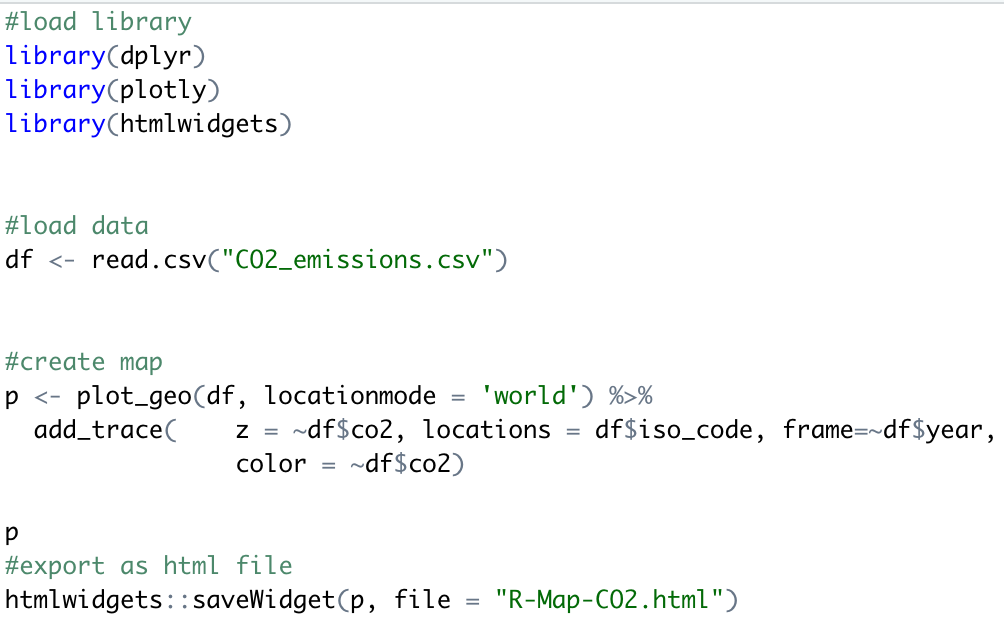 #load library
library(dplyr)
library(plotly)
library(htmlwidgets)
#load data
df <- read.csv("CO2_emissions.csv")
#create map
p <- plot_geo(df, locationmode = 'world') %>%
  add_trace(    z = ~df$co2, locations = df$iso_code, frame=~df$year,
                color = ~df$co2)
p
#export as html file
htmlwidgets::saveWidget(p, file = "R-Map-CO2.html")